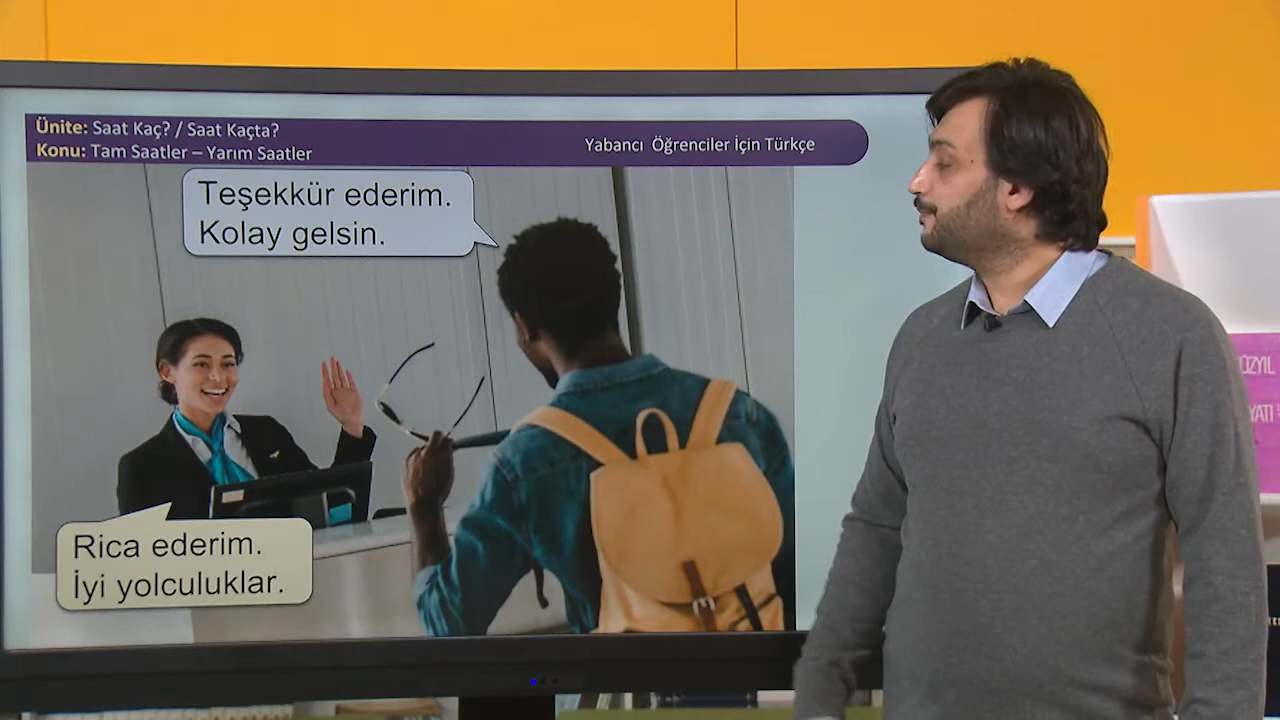 Ünite: Saat Kaç? / Saat Kaçta?
Konu: Tam Saatler – Yarım Saatler
Yabancı Öğrenciler İçin Türkçe
Teşekkür ederim.
Kolay gelsin.
Rica ederim.
İyi yolculuklar.